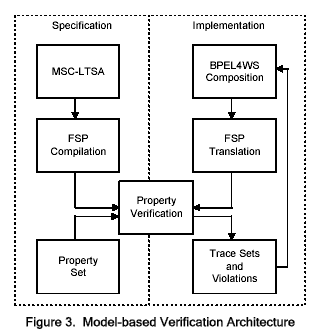 Specification
Implementation
MSC-LTSA
BPEL4WS
Composition
FSP
Compilation
FSP
Translation
Property
Verification
Property
Set
Trace Sets
and
Violations
Figure 3.  Model-based Verification Architecture